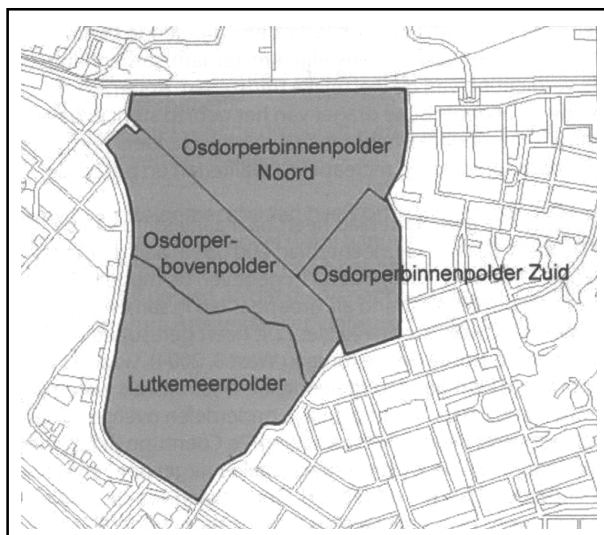 Osdorperbinnenpolder
Noord
Osdorper-
bovenpolder
Osdorperbinnenpolder Zuid
Lutkemeerpolder